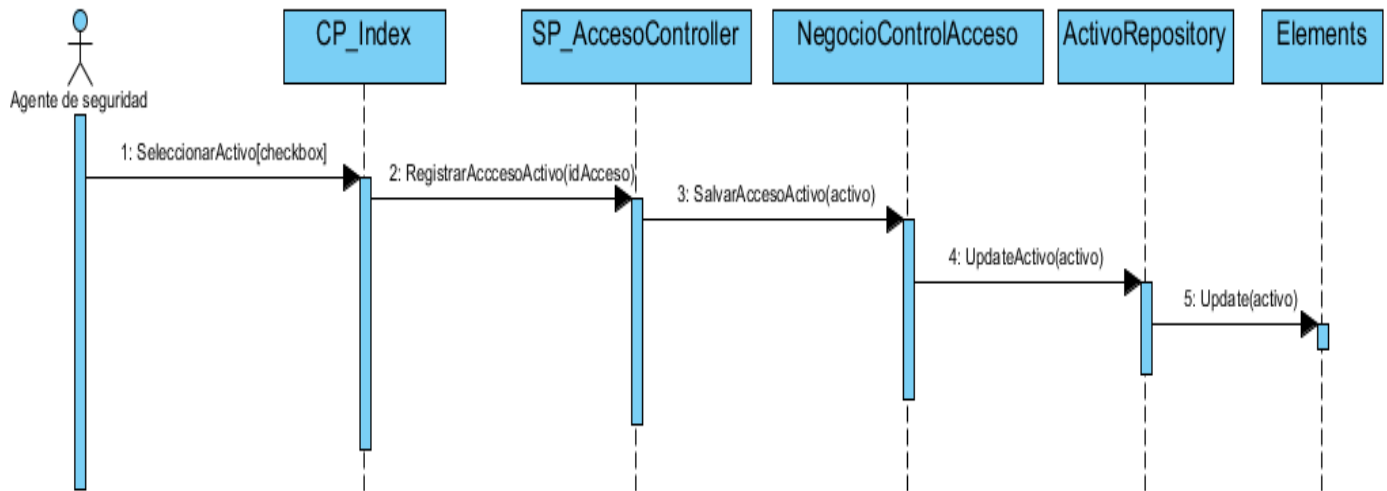 CP_Index
SP_AccesoController
NegocioControlAcceso
ActivoRepository
Elements
Agente de seguridad
1: SeleccionarActivo[checkbox]
2: RegistrarAcccesoActivo(idAcceso)
3: SalvarAccesoActivo(activo)
4: UpdateActivo(activo)
5: Update(activo)